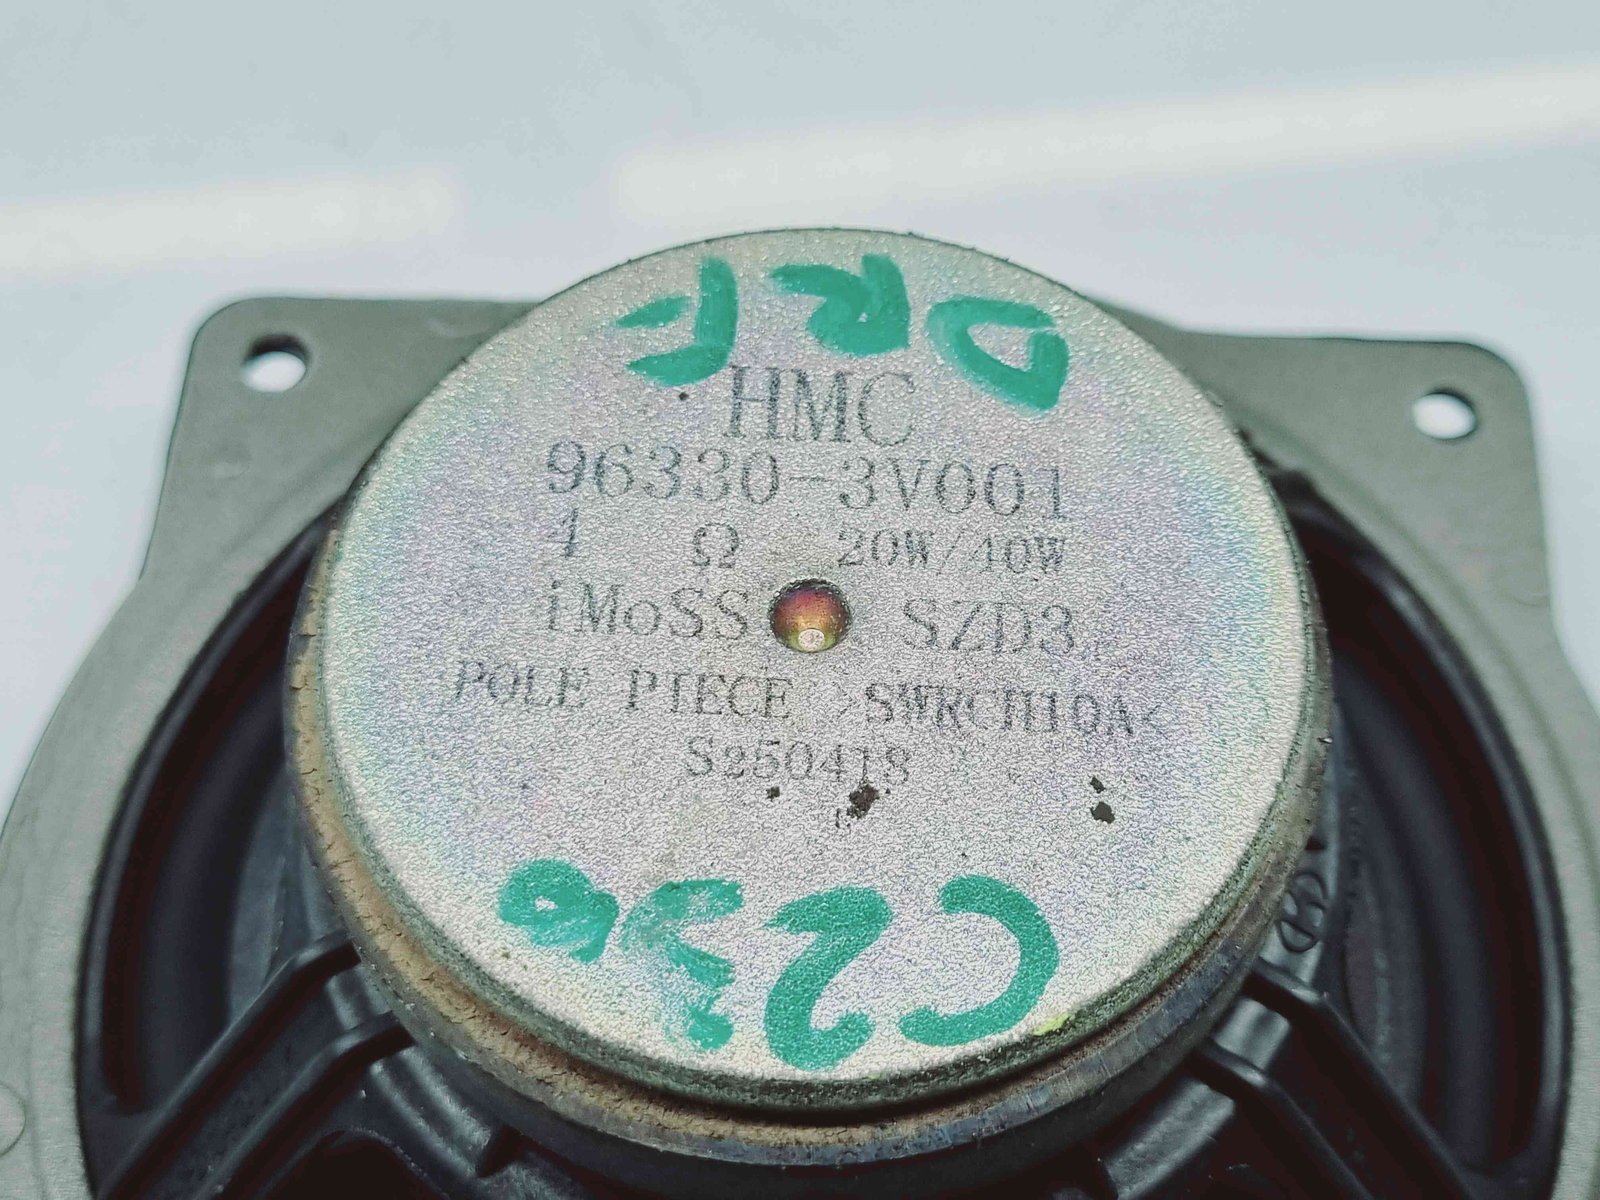 DRF
HMC
96330-3V001
4 Ω 20W/40W
iMoSS SZD3
POLE PIECE >SWRCH10A<
S250418
C236